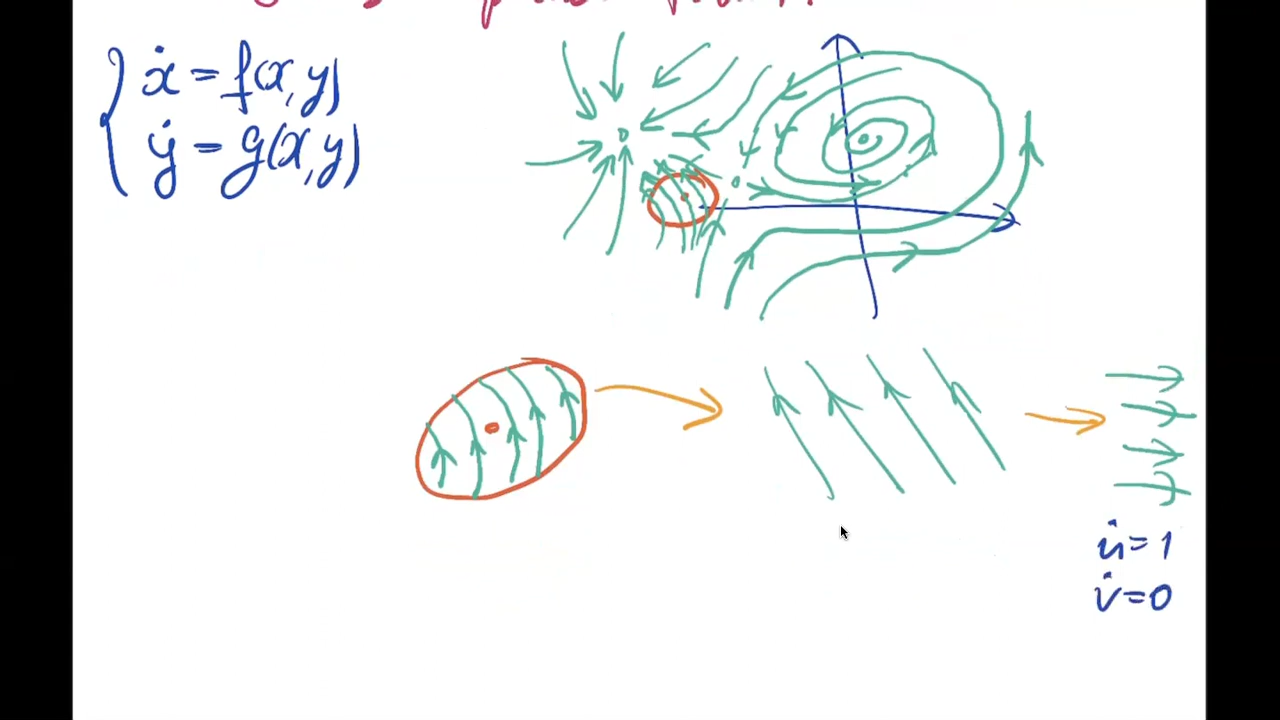 { ẋ = f(x,y)
ẏ = g(x,y)
u̇=1
v̇=0